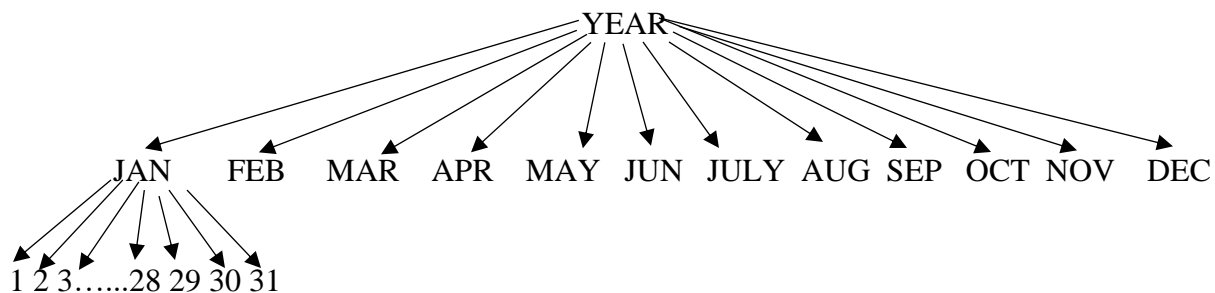 YEAR
JAN FEB MAR APR MAY JUN JULY AUG SEP OCT NOV DEC
1 2 3…...28 29 30 31